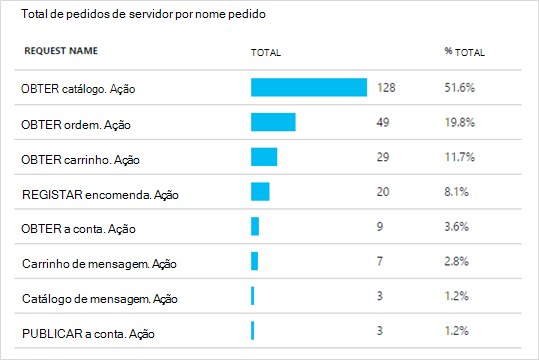 Total de pedidos de servidor por nome pedido
REQUEST NAME TOTAL % TOTAL
OBTER catálogo. Ação 128 51.6%
OBTER ordem. Ação 49 19.8%
OBTER carrinho. Ação 29 11.7%
REGISTAR encomenda. Ação 20 8.1%
OBTER a conta. Ação 9 3.6%
Carrinho de mensagem. Ação 7 2.8%
Catálogo de mensagem. Ação 3 1.2%
PUBLICAR a conta. Ação 3 1.2%